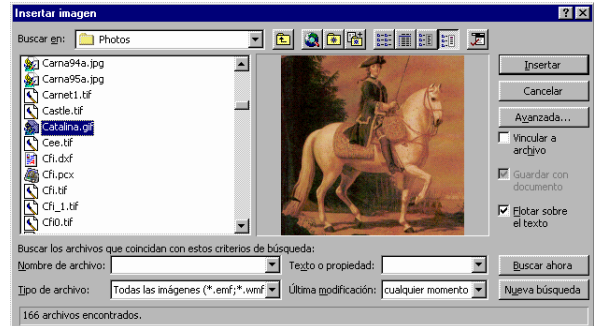 Insertar imagen
Buscar en: Photos
Carna94a.jpg
Carna95a.jpg
Carnet1.tif
Castle.tif
Catalina.gif
Cee.tif
Cfi.dxf
Cfi.pcx
Cfi.tif
Cfi_1.tif
Cfi0.tif
Insertar
Cancelar
Avanzada...
Vincular a
archivo
Guardar con
documento
Flotar sobre
el texto
Buscar los archivos que coincidan con estos criterios de búsqueda:
Nombre de archivo: Texto o propiedad: Buscar ahora
Tipo de archivo: Todas las imágenes (*.emf;*.wmf Última modificación: cualquier momento Nueva búsqueda
166 archivos encontrados.